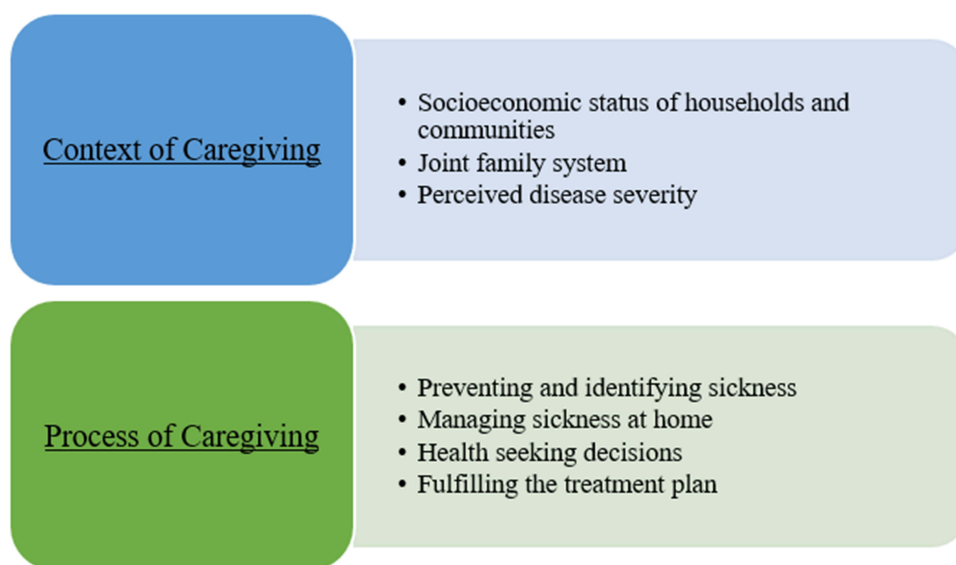 Context of Caregiving
• Socioeconomic status of households and
communities
• Joint family system
• Perceived disease severity
Process of Caregiving
• Preventing and identifying sickness
• Managing sickness at home
• Health seeking decisions
• Fulfilling the treatment plan